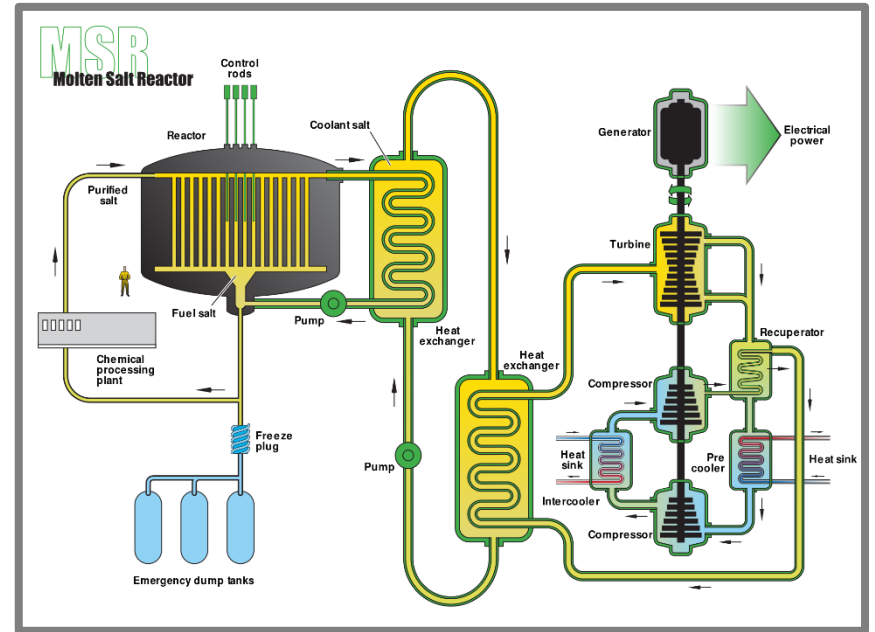 MSR
Molten Salt Reactor
Control
rods
Reactor
Coolant salt
Purified
salt
Fuel salt
Pump
Heat
exchanger
Chemical
processing
plant
Freeze
plug
Emergency dump tanks
Pump
Heat
exchanger
Generator
Electrical
power
Turbine
Recuperator
Compressor
Heat
sink
Intercooler
Pre
cooler
Heat sink
Compressor